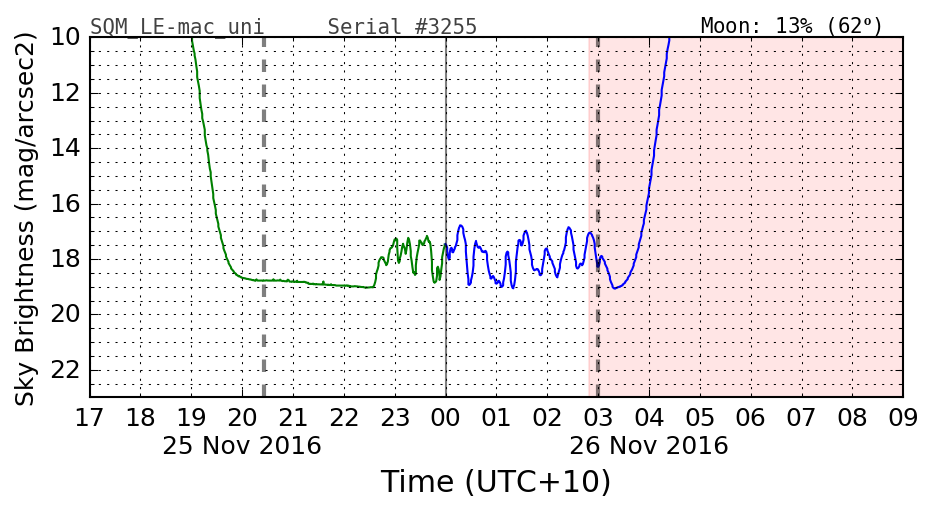 SQM_LE-mac_uni Serial #3255 Moon: 13% (62°)
Sky Brightness (mag/arcsec2)
10
12
14
16
18
20
22
17 18 19 20 21 22 23 00 01 02 03 04 05 06 07 08 09
25 Nov 2016 26 Nov 2016
Time (UTC+10)